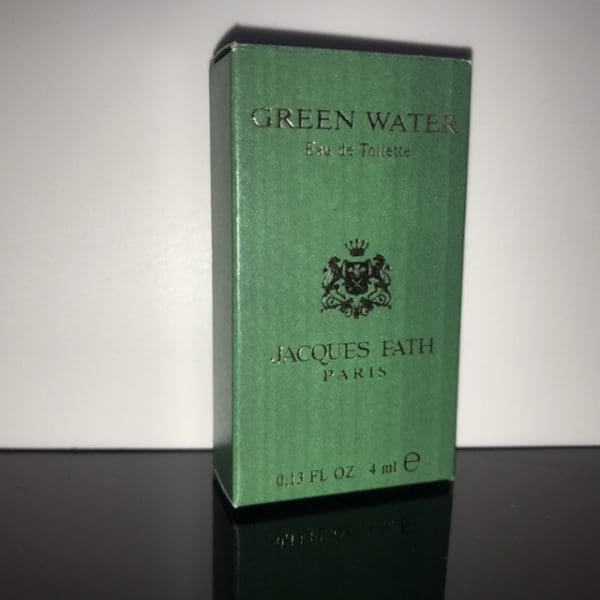 GREEN WATER
Eau de Toilette
JACQUES FATH
PARIS
0.13 FL OZ 4 ml ℮